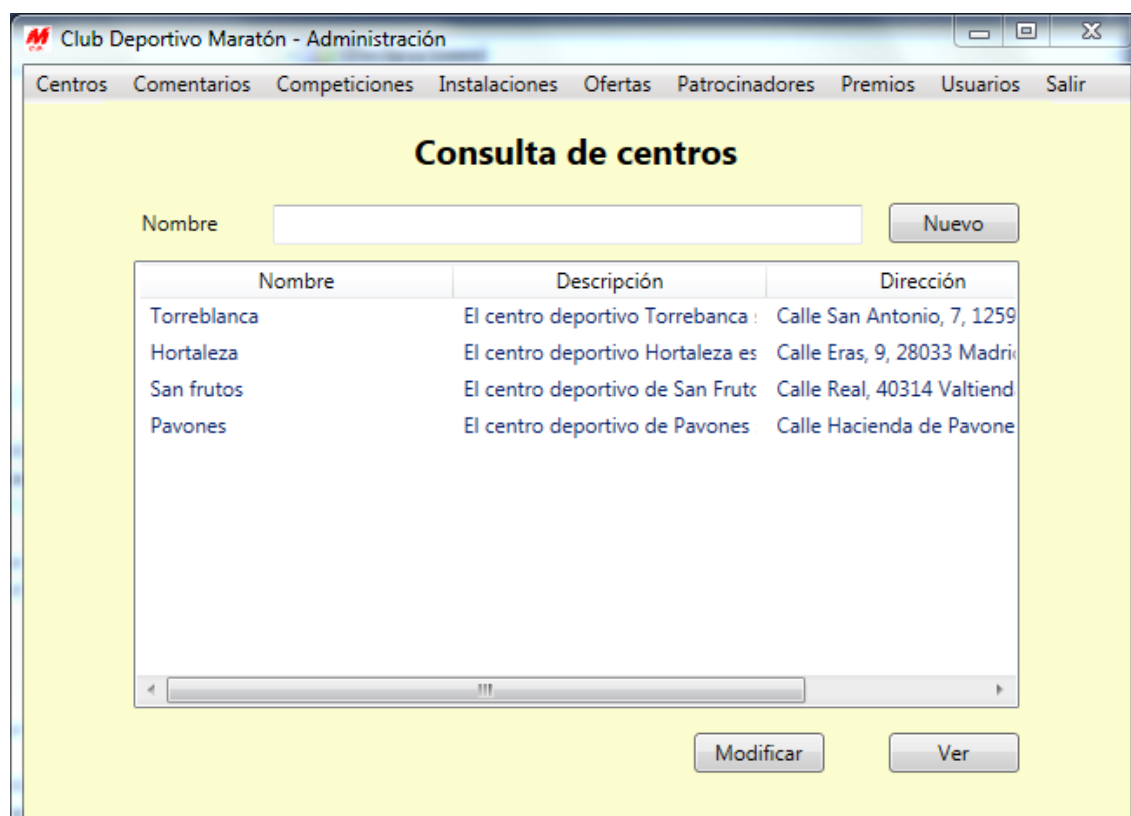 Club Deportivo Maratón - Administración
Centros Comentarios Competiciones Instalaciones Ofertas Patrocinadores Premios Usuarios Salir
Consulta de centros
Nombre Nuevo
Nombre Descripción Dirección
Torreblanca El centro deportivo Torrebanca Calle San Antonio, 7, 1259
Hortaleza El centro deportivo Hortaleza es Calle Eras, 9, 28033 Madri
San frutos El centro deportivo de San Fruto Calle Real, 40314 Valtiend
Pavones El centro deportivo de Pavones Calle Hacienda de Pavone
Modificar Ver